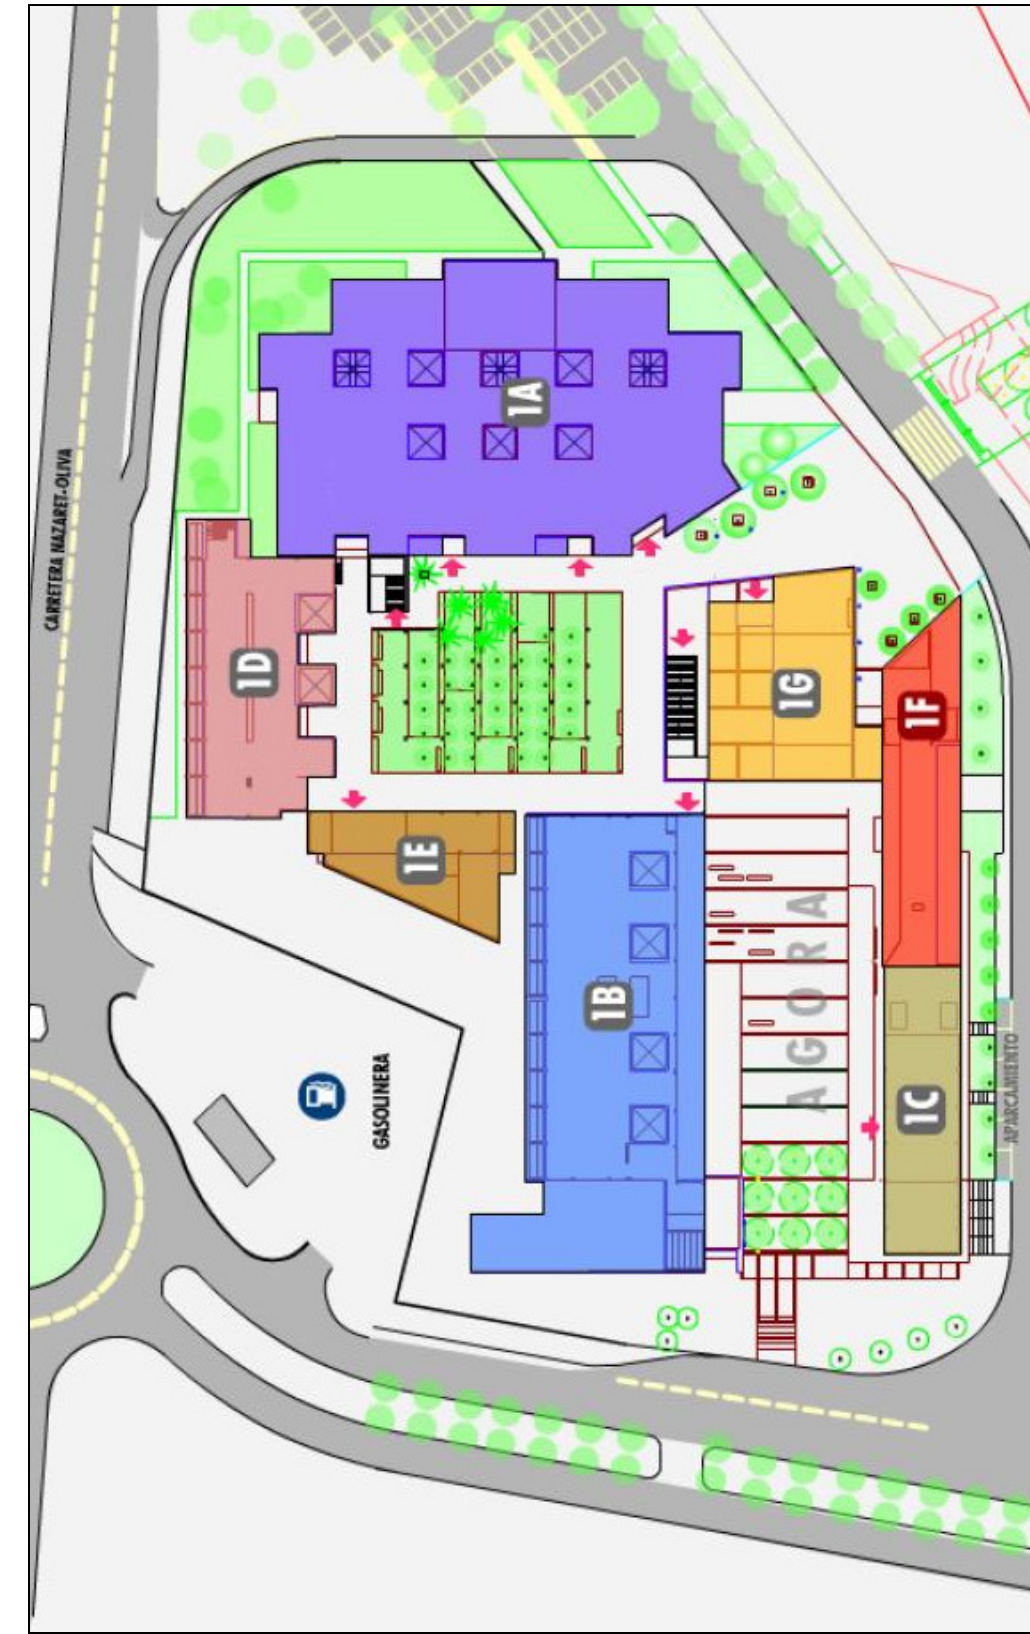 CARRETERA NAZARET-OLIVA
1A
1D
1G
1F
1E
1B
AGORA
1C
GASOLINERA
APARCAMIENTO